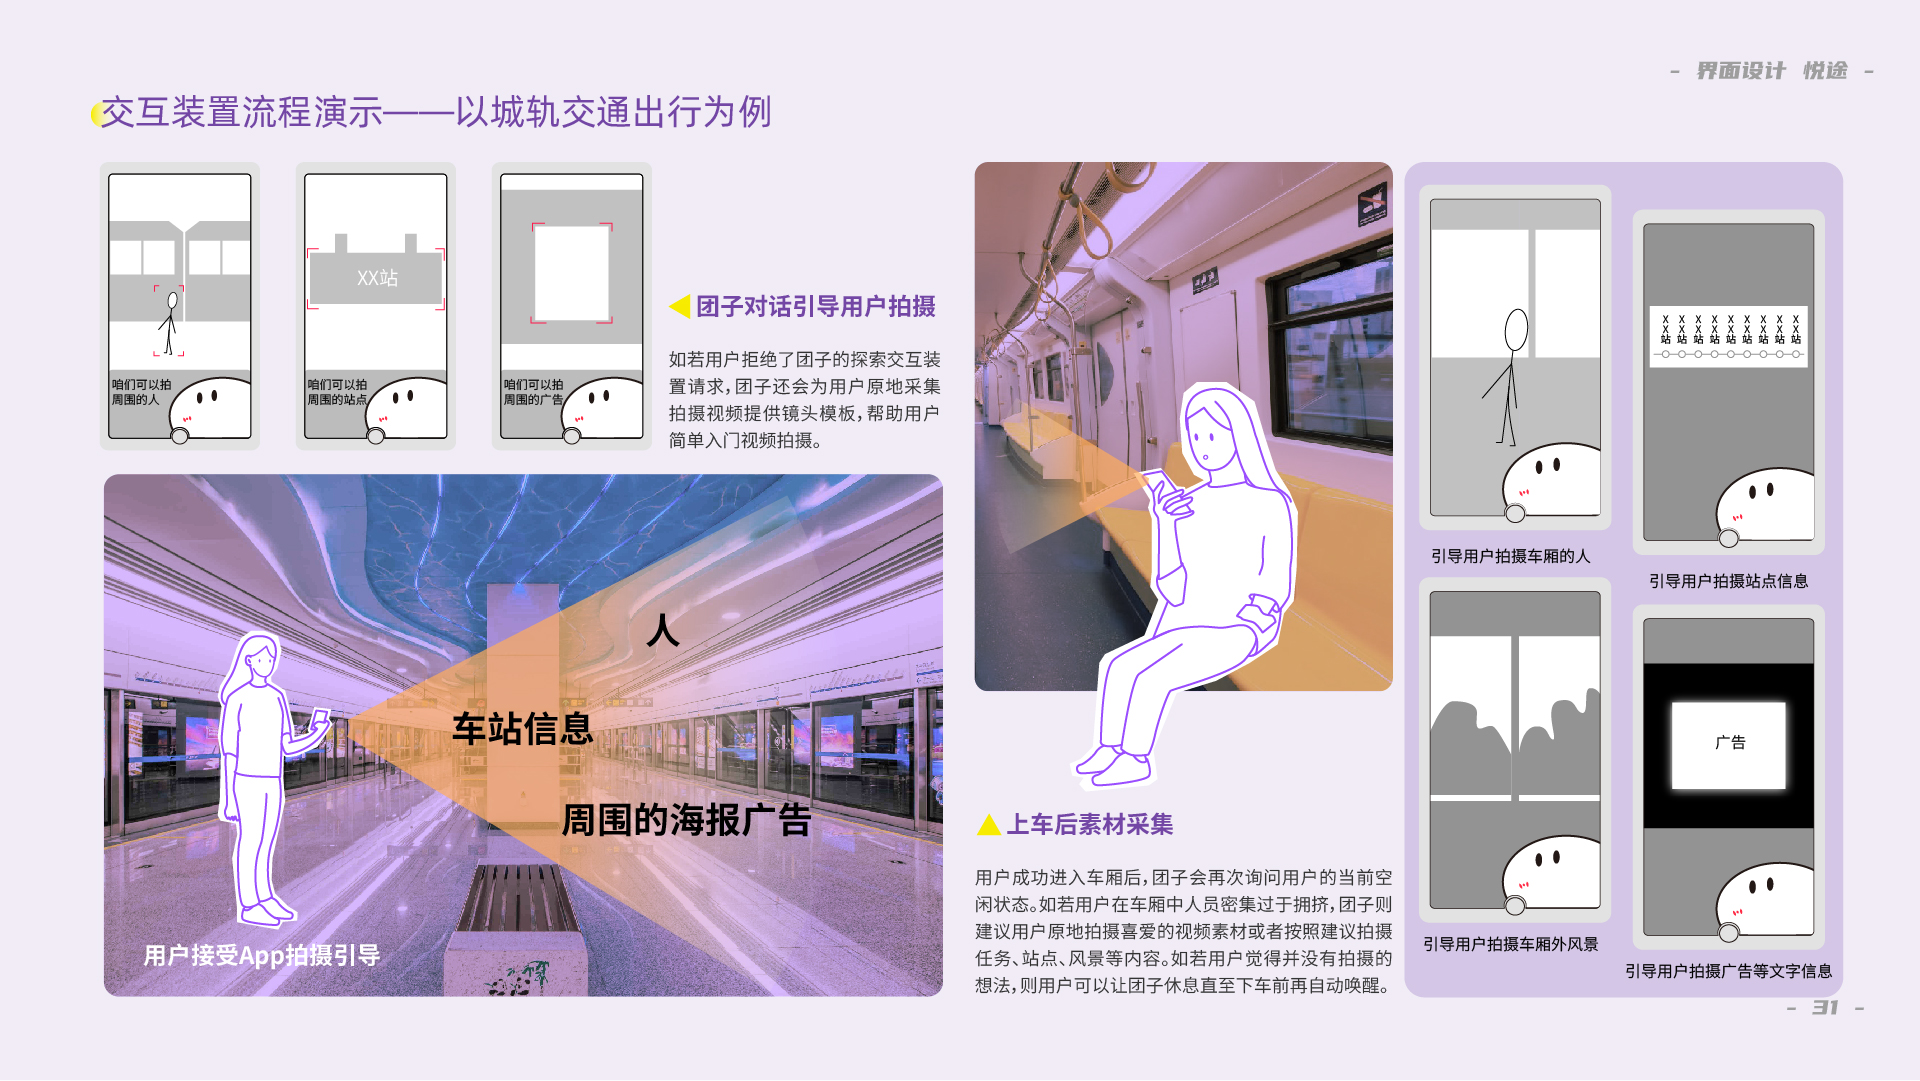 - 界面设计 悦途 -
交互装置流程演示——以城轨交通出行为例
咱们可以拍
周围的人
XX站
咱们可以拍
周围的站点
咱们可以拍
周围的广告
团子对话引导用户拍摄
如若用户拒绝了团子的探索交互装
置请求,团子还会为用户原地采集
拍摄视频提供镜头模板,帮助用户
简单入门视频拍摄。
人
车站信息
周围的海报广告
用户接受App拍摄引导
上车后素材采集
用户成功进入车厢后,团子会再次询问用户的当前空
闲状态。如若用户在车厢中人员密集过于拥挤,团子则
建议用户原地拍摄喜爱的视频素材或者按照建议拍摄
任务、站点、风景等内容。如若用户觉得并没有拍摄的
想法,则用户可以让团子休息直至下车前再自动唤醒。
引导用户拍摄车厢的人
XX站 XX站 XX站 XX站 XX站 XX站 XX站 XX站 XX站
引导用户拍摄站点信息
引导用户拍摄车厢外风景
广告
引导用户拍摄广告等文字信息
- 31 -